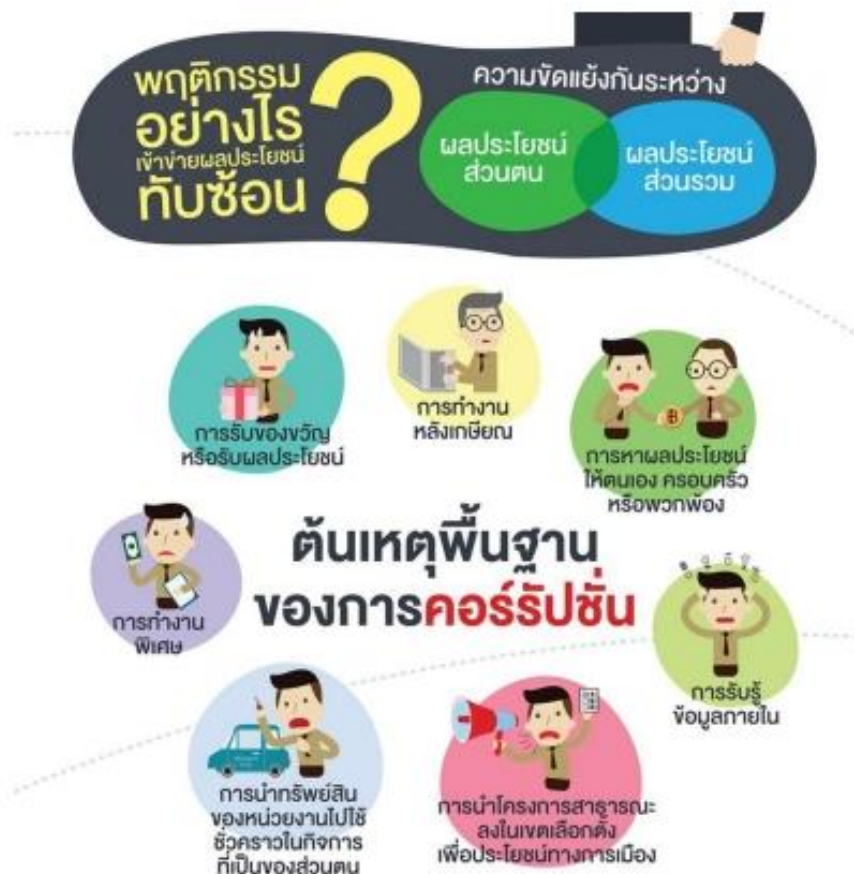 พฤติกรรม
อย่างไร
เข้าข่ายผลประโยชน์
ทับซ้อน
?
ความขัดแย้งกันระหว่าง
ผลประโยชน์
ส่วนตน
ผลประโยชน์
ส่วนรวม
การรับของขวัญ
หรือรับผลประโยชน์
การทำงาน
หลังเกษียณ
การหาผลประโยชน์
ให้ตนเอง ครอบครัว
หรือพวกพ้อง
ต้นเหตุพื้นฐาน
ของการคอร์รัปชั่น
การทำงาน
พิเศษ
การรับรู้
ข้อมูลภายใน
การนำทรัพย์สิน
ของหน่วยงานไปใช้
ชั่วคราวในกิจการ
ที่เป็นของส่วนตน
การนำโครงการสาธารณะ
ลงในเขตเลือกตั้ง
เพื่อประโยชน์ทางการเมือง